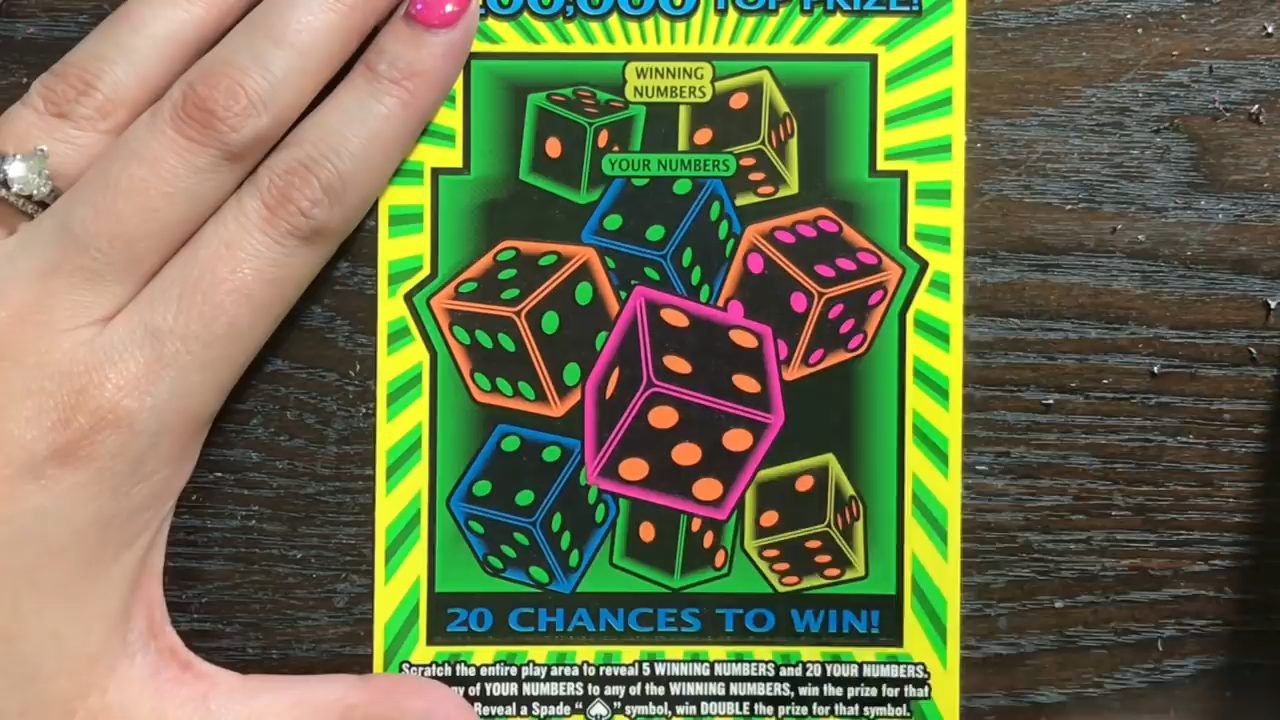 00,000 TOP PRIZE!
WINNING
NUMBERS
YOUR NUMBERS
20 CHANCES TO WIN!
Scratch the entire play area to reveal 5 WINNING NUMBERS and 20 YOUR NUMBERS.
of YOUR NUMBERS to any of the WINNING NUMBERS, win the prize for that
Reveal a Spade "♠" symbol, win DOUBLE the prize for that symbol.